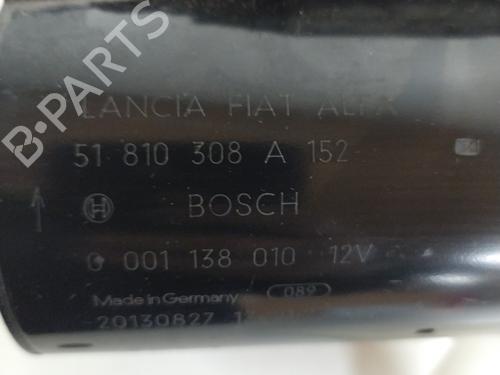 LANCIA FIAT ALFA
51 810 308 A 152
BOSCH
0 001 138 010 12V
Made in Germany 089
20130827
B-PARTS